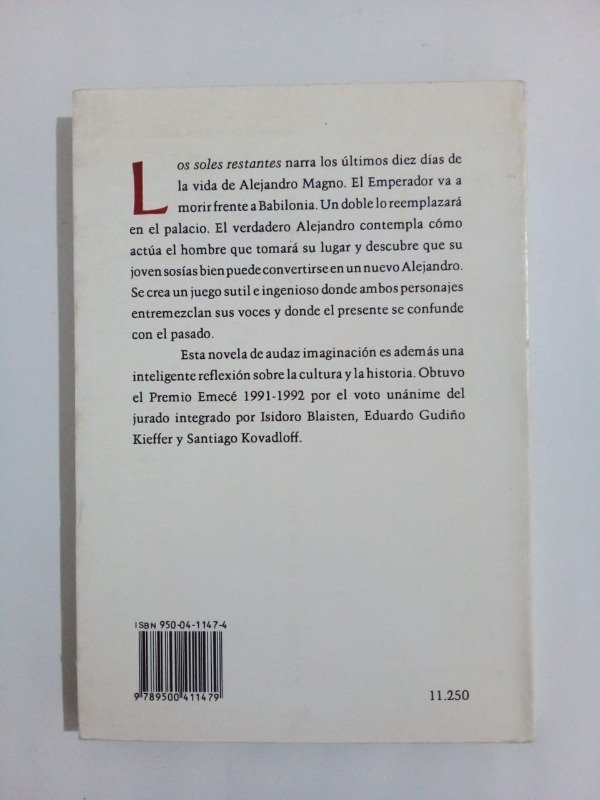 Los soles restantes narra los últimos diez días de
la vida de Alejandro Magno. El Emperador va a
morir frente a Babilonia. Un doble lo reemplazará
en el palacio. El verdadero Alejandro contempla cómo
actúa el hombre que tomará su lugar y descubre que su
joven sosías bien puede convertirse en un nuevo Alejandro.
Se crea un juego sutil e ingenioso donde ambos personajes
entremezclan sus voces y donde el presente se confunde
con el pasado.
Esta novela de audaz imaginación es además una
inteligente reflexión sobre la cultura y la historia. Obtuvo
el Premio Emecé 1991-1992 por el voto unánime del
jurado integrado por Isidoro Blaisten, Eduardo Gudiño
Kieffer y Santiago Kovadloff.
ISBN 950-04-1147-4
9 789500 411479
11.250